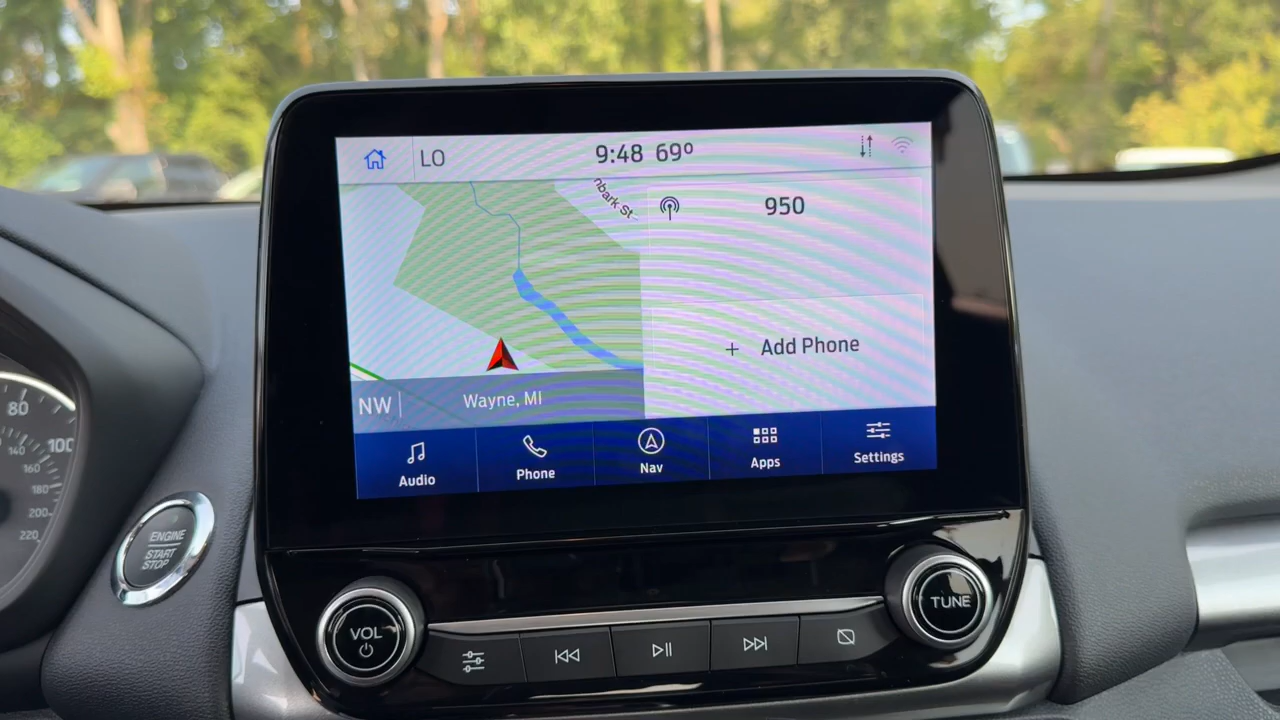 LO
9:48 69º
nbark St
950
+ Add Phone
NW
Wayne, MI
Audio
Phone
Nav
Apps
Settings
80
100
140
160
180
200
220
ENGINE
START
STOP
VOL
TUNE